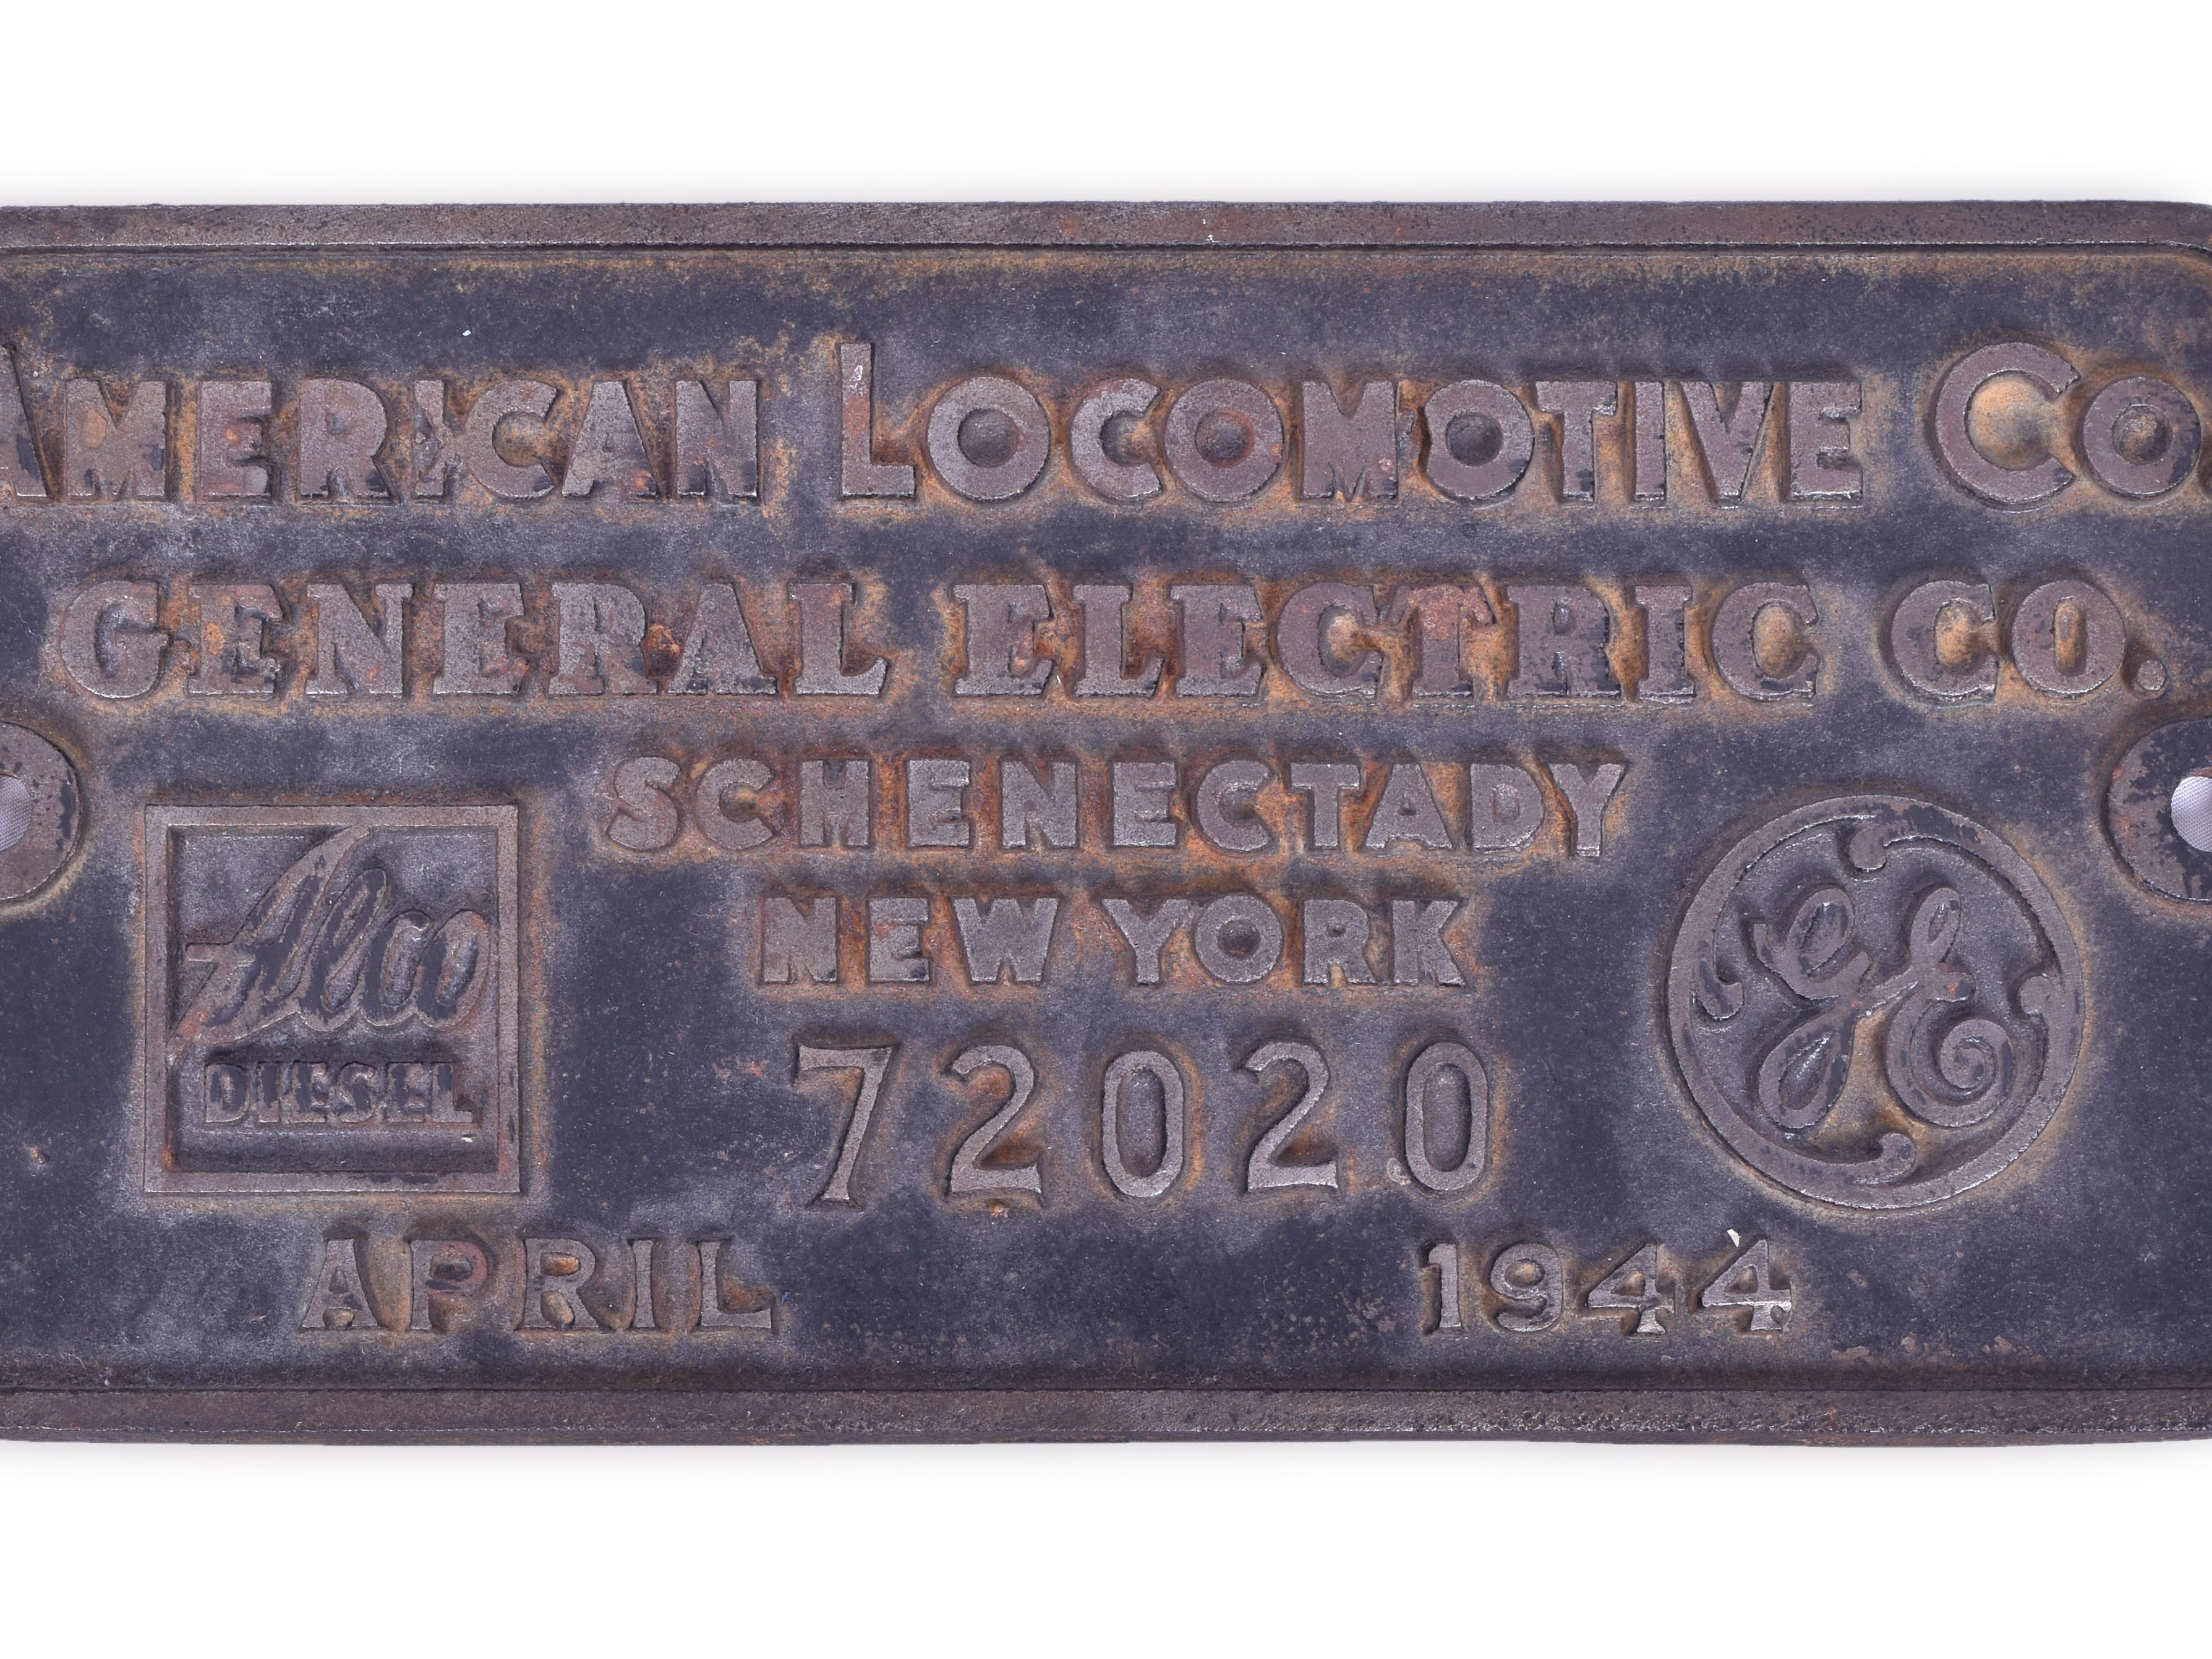 AMERICAN LOCOMOTIVE CO.
GENERAL ELECTRIC CO.
SCHENECTADY
NEW YORK
Alco
DIESEL
GE
72020
APRIL 1944